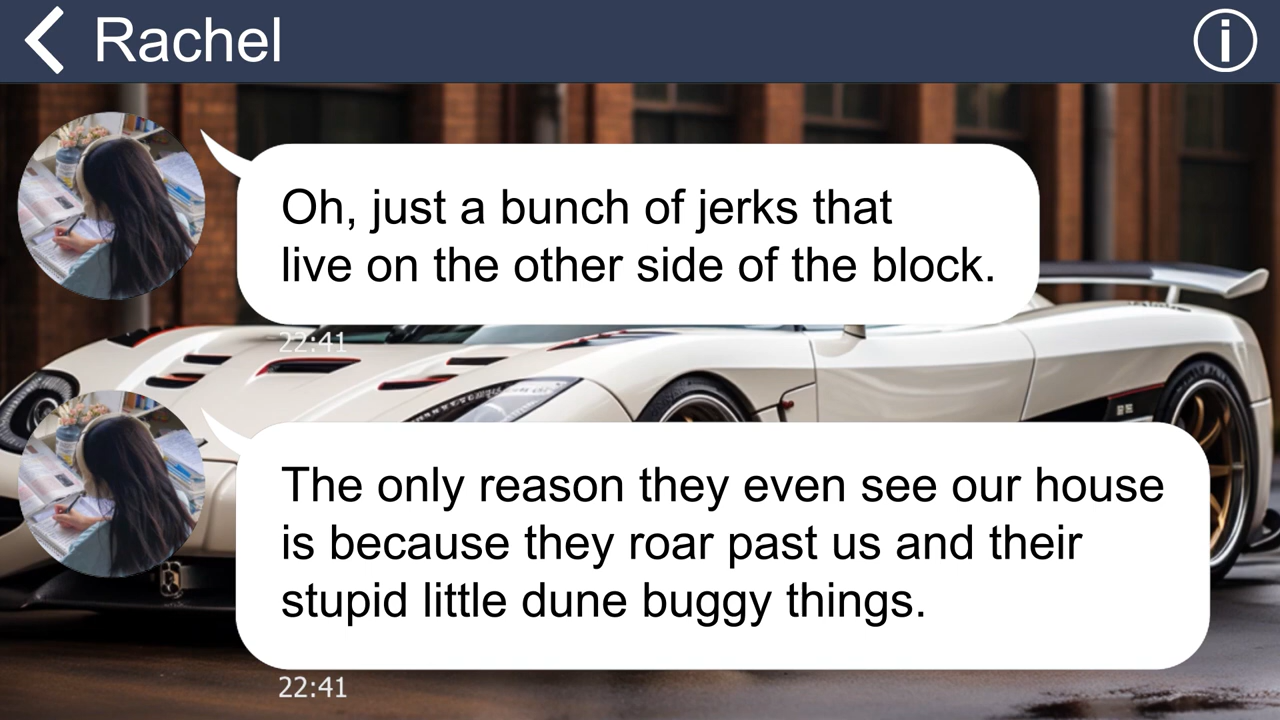 Rachel
Oh, just a bunch of jerks that
live on the other side of the block.
22:41
The only reason they even see our house
is because they roar past us and their
stupid little dune buggy things.
22:41